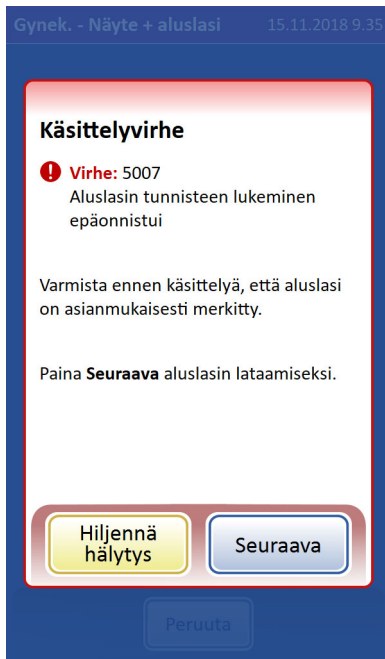 Gynek. - Näyte + aluslasi 15.11.2018 9.35
Käsittelyvirhe
Virhe: 5007
Aluslasin tunnisteen lukeminen
epäonnistui
Varmista ennen käsittelyä, että aluslasi
on asianmukaisesti merkitty.
Paina Seuraava aluslasin lataamiseksi.
Hiljennä
hälytys
Seuraava
Peruuta